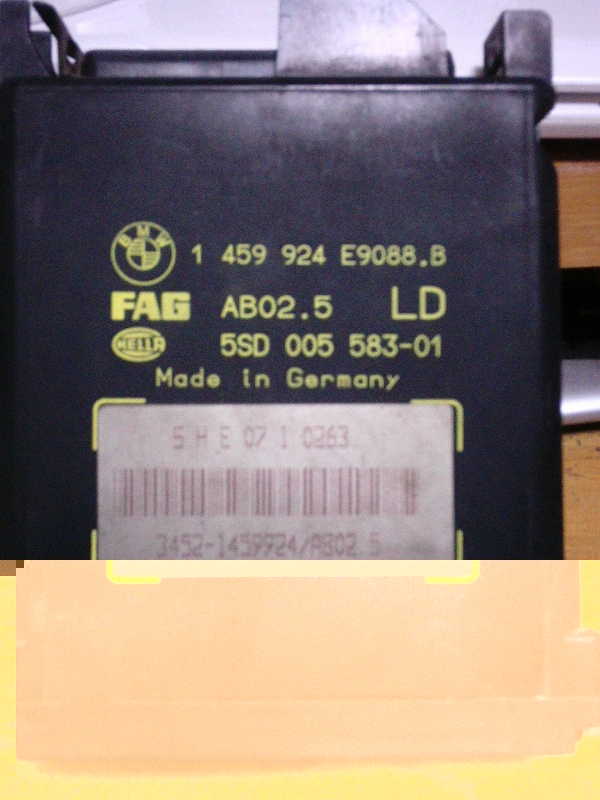 BMW 1 459 924 E9088.B
FAG AB02.5 LD
HELLA 5SD 005 583-01
Made in Germany
5 H E 07 1 0263
3452-1459924/AB02.5